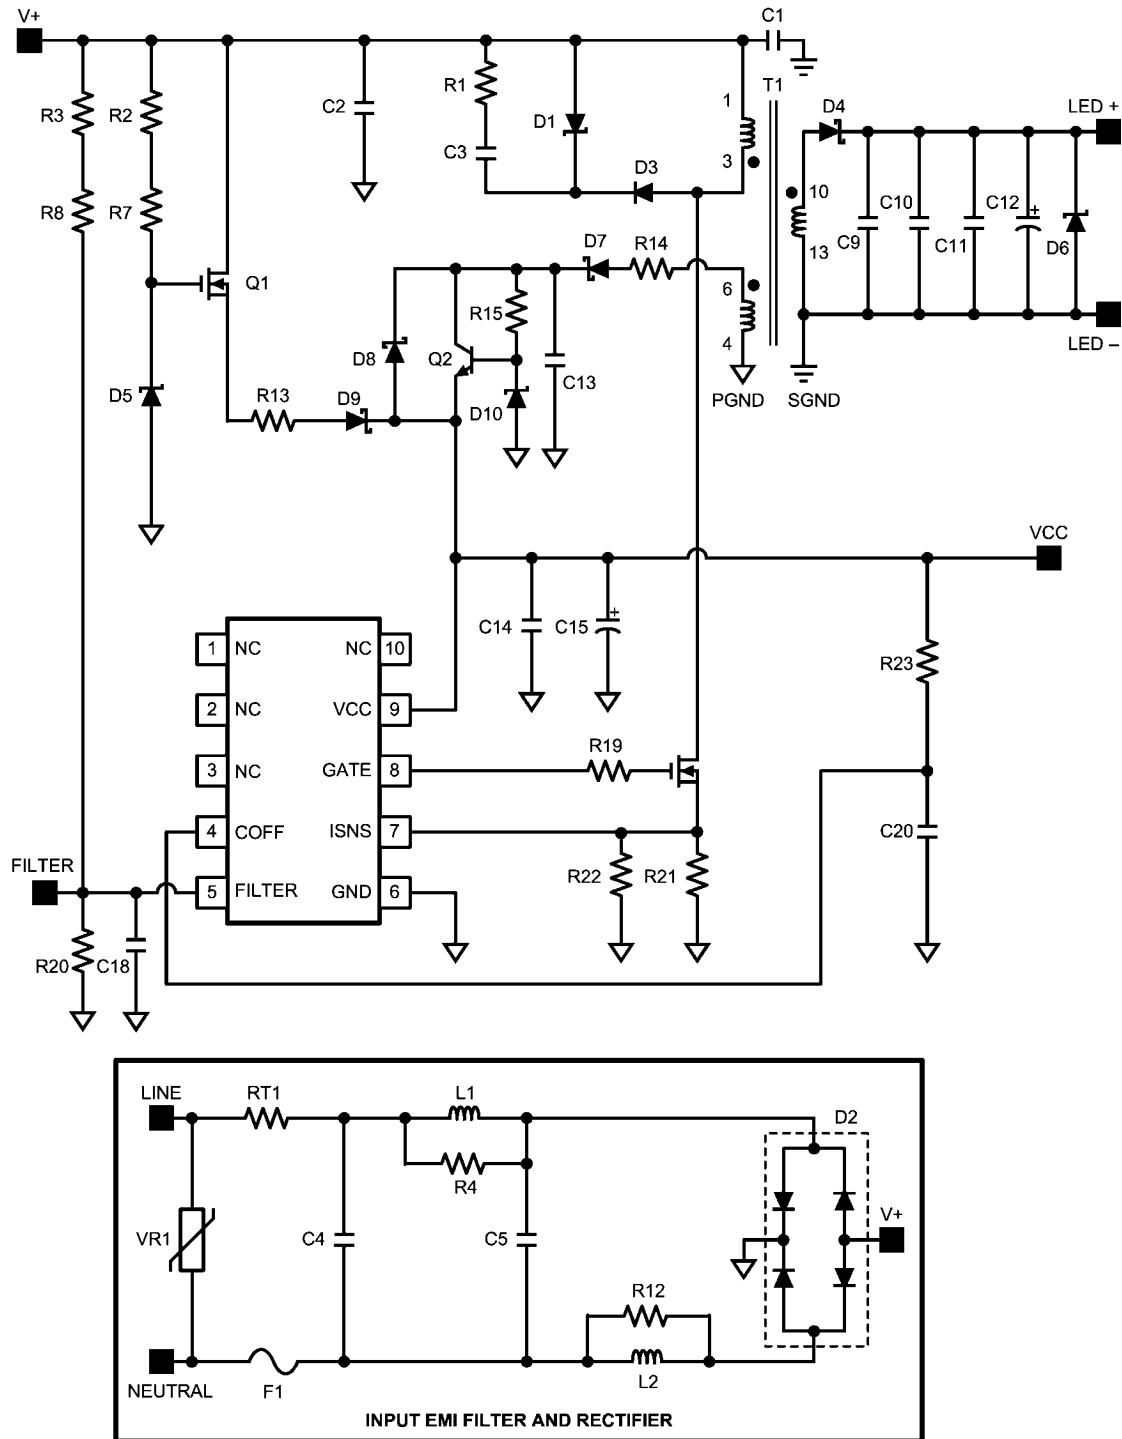 V+
C1
T1
R3
R2
C2
R1
D1
1
D4
LED +
C3
3
D3
R8
R7
10
C10
C12
+
C9
C11
D6
13
D7
R14
Q1
6
R15
D8
Q2
4
LED –
C13
D5
R13
D9
D10
PGND
SGND
VCC
+
C14
C15
1
NC
NC
10
R23
2
NC
VCC
9
R19
3
NC
GATE
8
4
COFF
ISNS
7
C20
FILTER
R22
R21
5
FILTER
GND
6
R20
C18
LINE
RT1
L1
D2
R4
V+
VR1
C4
C5
R12
NEUTRAL
F1
L2
INPUT EMI FILTER AND RECTIFIER